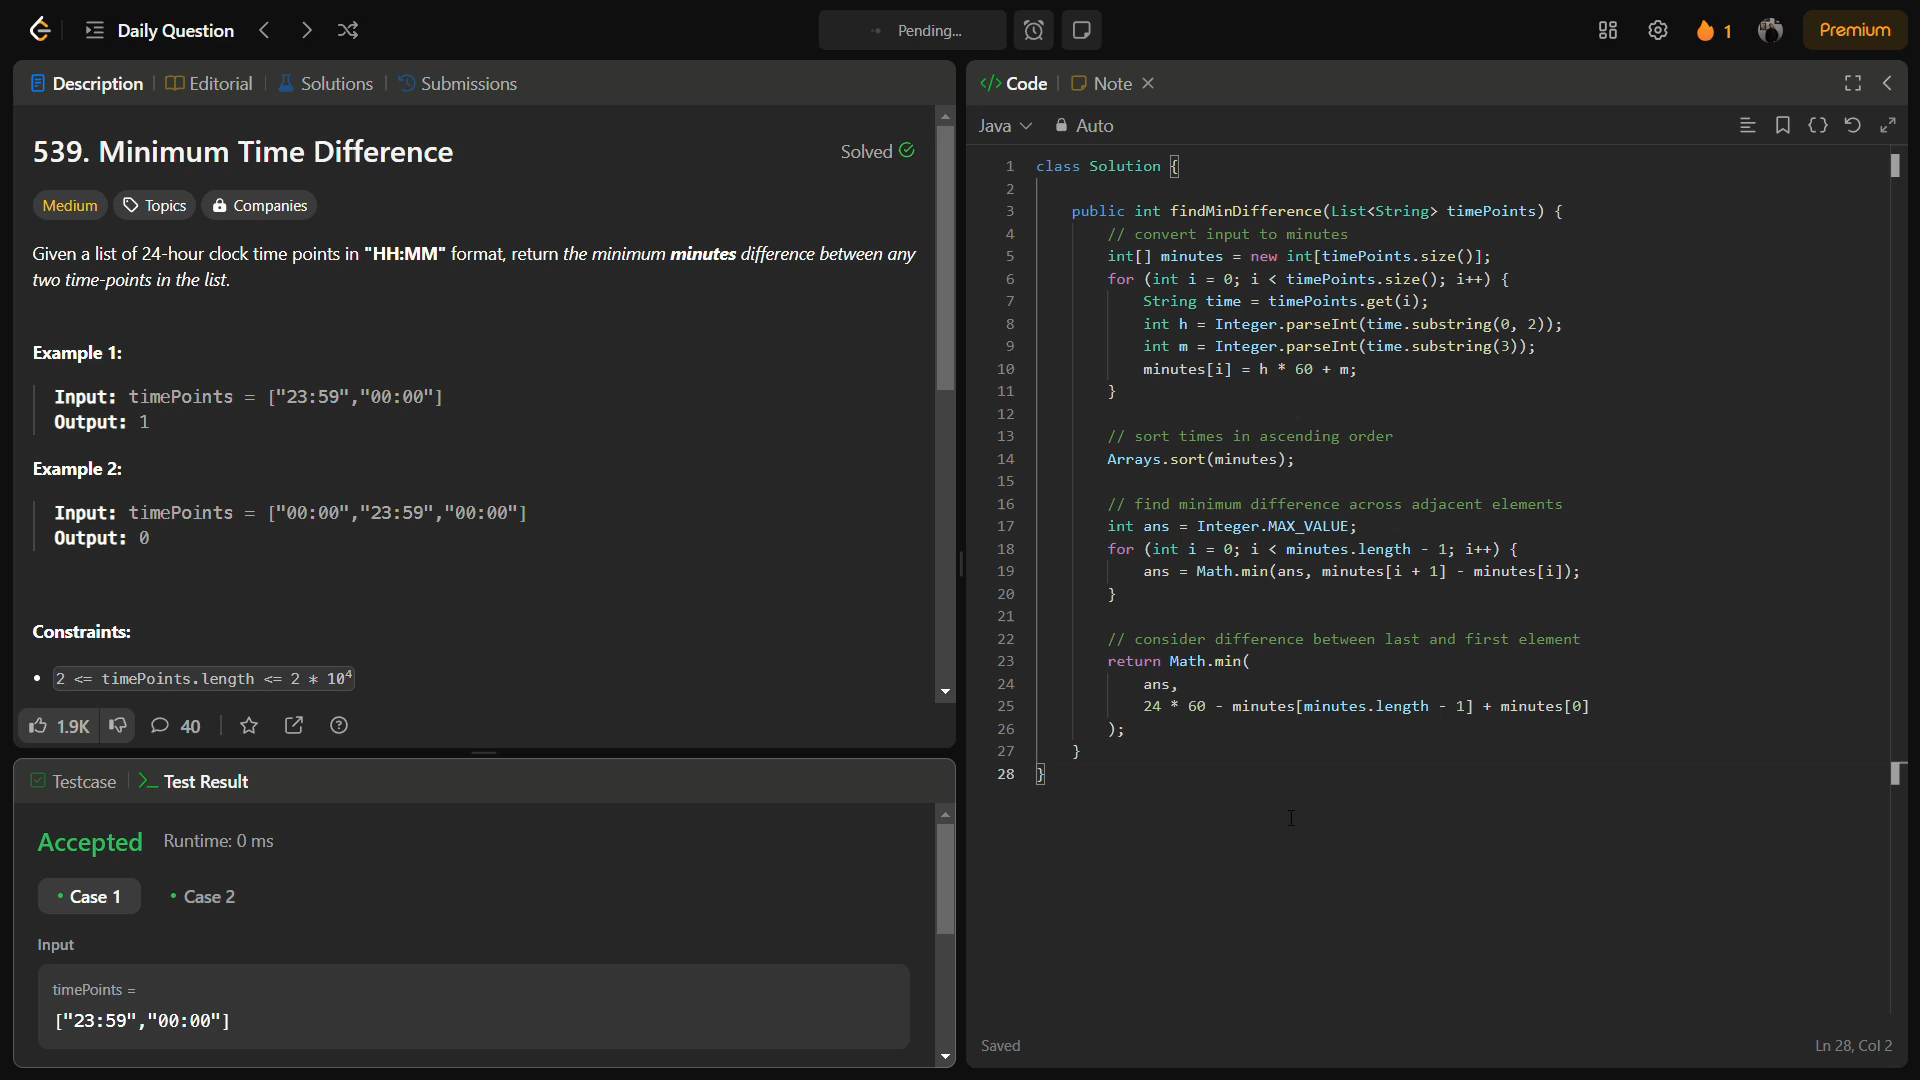 Daily Question
Pending...
1
Premium
Description
Editorial
Solutions
Submissions
539. Minimum Time Difference
Solved
Medium
Topics
Companies
Given a list of 24-hour clock time points in "HH:MM" format, return the minimum minutes difference between any
two time-points in the list.
Example 1:
Input: timePoints = ["23:59","00:00"]
Output: 1
Example 2:
Input: timePoints = ["00:00","23:59","00:00"]
Output: 0
Constraints:
• 2 <= timePoints.length <= 2 * 10⁴
1.9K
40
Testcase
Test Result
Accepted
Runtime: 0 ms
• Case 1
• Case 2
Input
timePoints =
["23:59","00:00"]
</> Code
Note
Java
Auto
1 class Solution {
2
3 public int findMinDifference(List<String> timePoints) {
4 // convert input to minutes
5 int[] minutes = new int[timePoints.size()];
6 for (int i = 0; i < timePoints.size(); i++) {
7 String time = timePoints.get(i);
8 int h = Integer.parseInt(time.substring(0, 2));
9 int m = Integer.parseInt(time.substring(3));
10 minutes[i] = h * 60 + m;
11 }
12
13 // sort times in ascending order
14 Arrays.sort(minutes);
15
16 // find minimum difference across adjacent elements
17 int ans = Integer.MAX_VALUE;
18 for (int i = 0; i < minutes.length - 1; i++) {
19 ans = Math.min(ans, minutes[i + 1] - minutes[i]);
20 }
21
22 // consider difference between last and first element
23 return Math.min(
24 ans,
25 24 * 60 - minutes[minutes.length - 1] + minutes[0]
26 );
27 }
28 }
Saved
Ln 28, Col 2